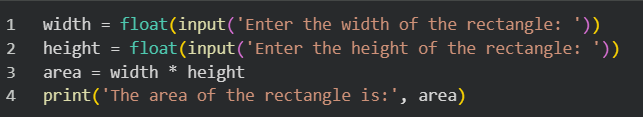 1 width = float(input('Enter the width of the rectangle: '))
2 height = float(input('Enter the height of the rectangle: '))
3 area = width * height
4 print('The area of the rectangle is:', area)